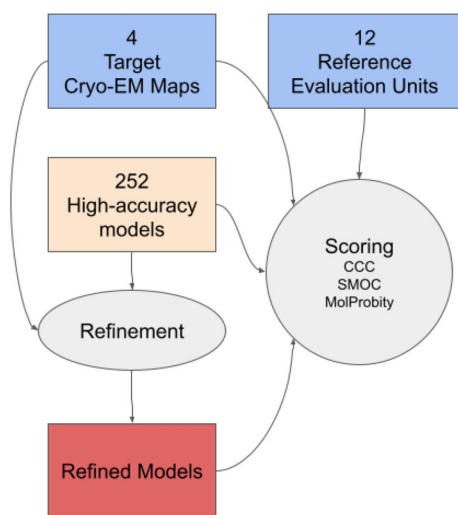 4
Target
Cryo-EM Maps
12
Reference
Evaluation Units
252
High-accuracy
models
Scoring
CCC
SMOC
MolProbity
Refinement
Refined Models